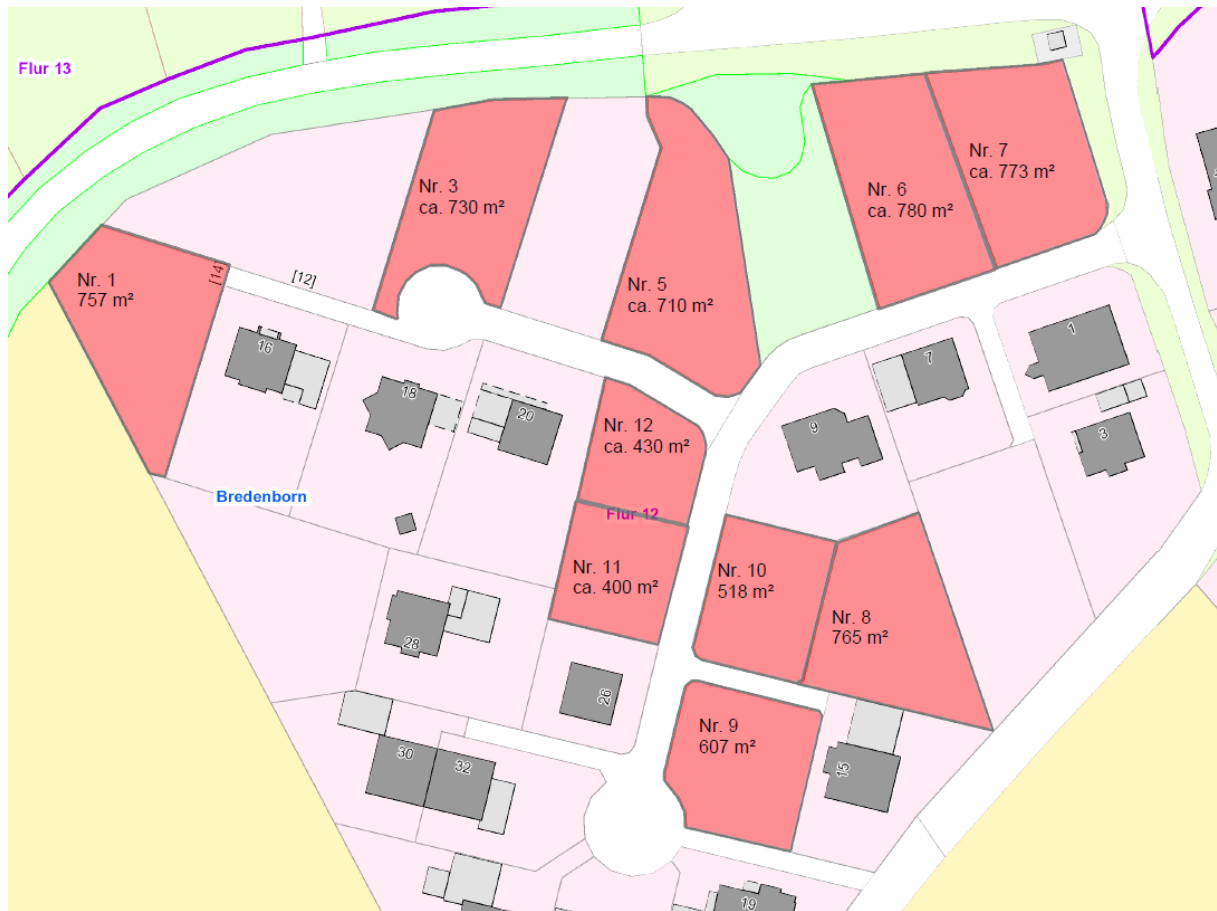 Flur 13
Nr. 7
ca. 773 m²
Nr. 3
ca. 730 m²
Nr. 6
ca. 780 m²
Nr. 1
757 m²
[14]
[12]
Nr. 5
ca. 710 m²
1
16
7
18
20
9
3
Nr. 12
ca. 430 m²
Bredenborn
Flur 12
Nr. 11
ca. 400 m²
Nr. 10
518 m²
Nr. 8
765 m²
28
26
Nr. 9
607 m²
30
32
15
19